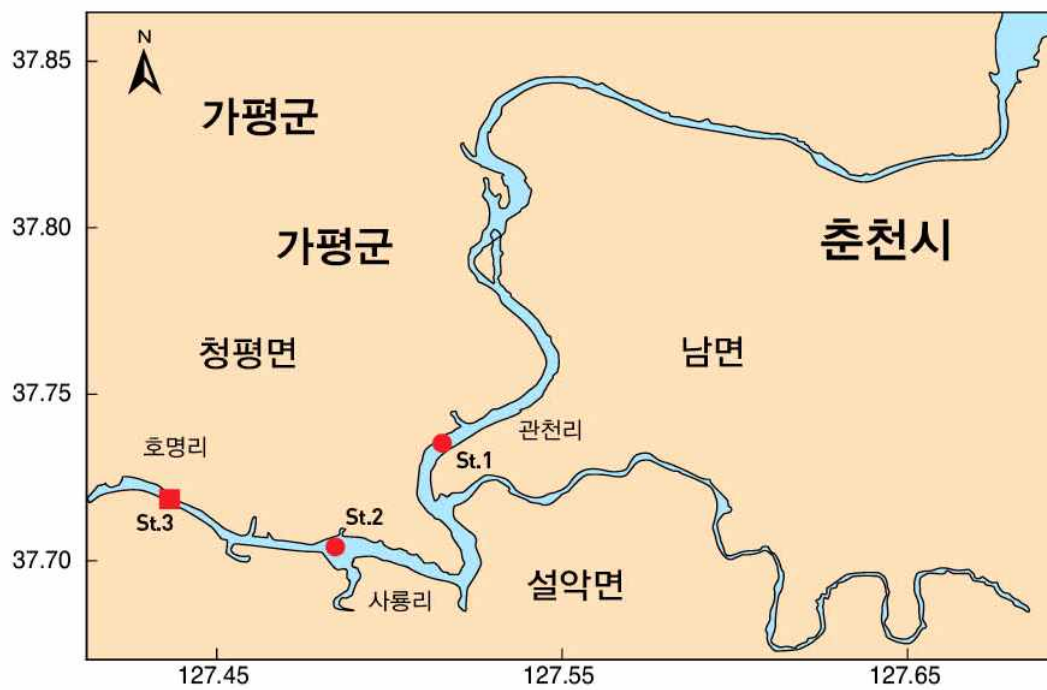 N
37.85
가평군
37.80
가평군
춘천시
청평면
남면
37.75
호명리
관천리
St.1
St.3
St.2
37.70
사룡리
설악면
127.45
127.55
127.65